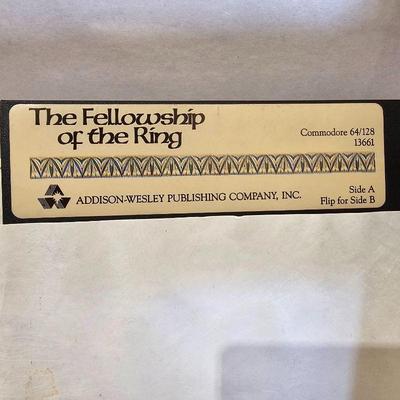 The Fellowship
of the Ring
Commodore 64/128
13661
ADDISON-WESLEY PUBLISHING COMPANY, INC.
Side A
Flip for Side B